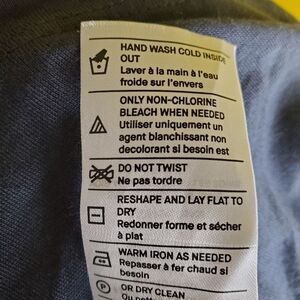 HAND WASH COLD INSIDE
OUT
Laver à la main à l'eau
froide sur l'envers
ONLY NON-CHLORINE
BLEACH WHEN NEEDED
Utiliser uniquement un
agent blanchissant non
decolorant si besoin est
DO NOT TWIST
Ne pas tordre
RESHAPE AND LAY FLAT TO
DRY
Redonner forme et sécher
à plat
WARM IRON AS NEEDED
Repasser à fer chaud si
besoin
P
OR DRY CLEAN